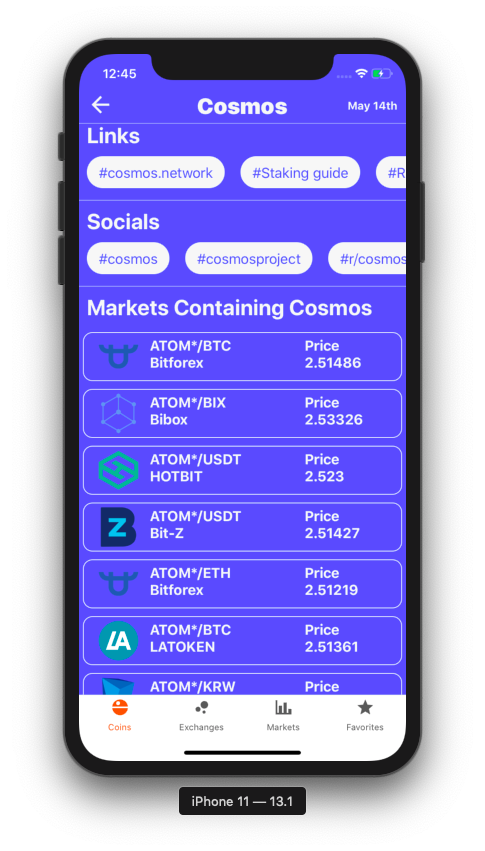 12:45
Cosmos
May 14th
Links
#cosmos.network
#Staking guide
#R
Socials
#cosmos
#cosmosproject
#r/cosmos
Markets Containing Cosmos
ATOM*/BTC Price
Bitforex 2.51486
ATOM*/BIX Price
Bibox 2.53326
ATOM*/USDT Price
HOTBIT 2.523
ATOM*/USDT Price
Bit-Z 2.51427
ATOM*/ETH Price
Bitforex 2.51219
ATOM*/BTC Price
LATOKEN 2.51361
ATOM*/KRW Price
Coins Exchanges Markets Favorites
iPhone 11 — 13.1